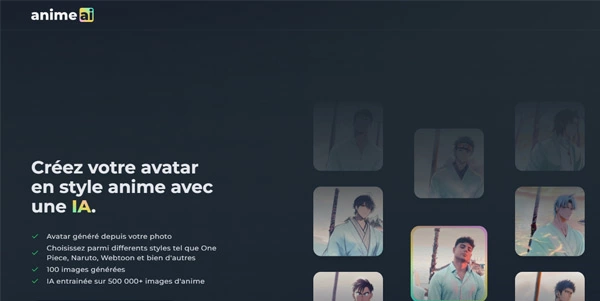 anime ai
Créez votre avatar
en style anime avec
une IA.
Avatar généré depuis votre photo
Choisissez parmi differents styles tel que One
Piece, Naruto, Webtoon et bien d'autres
100 images générées
IA entrainée sur 500 000+ images d'anime